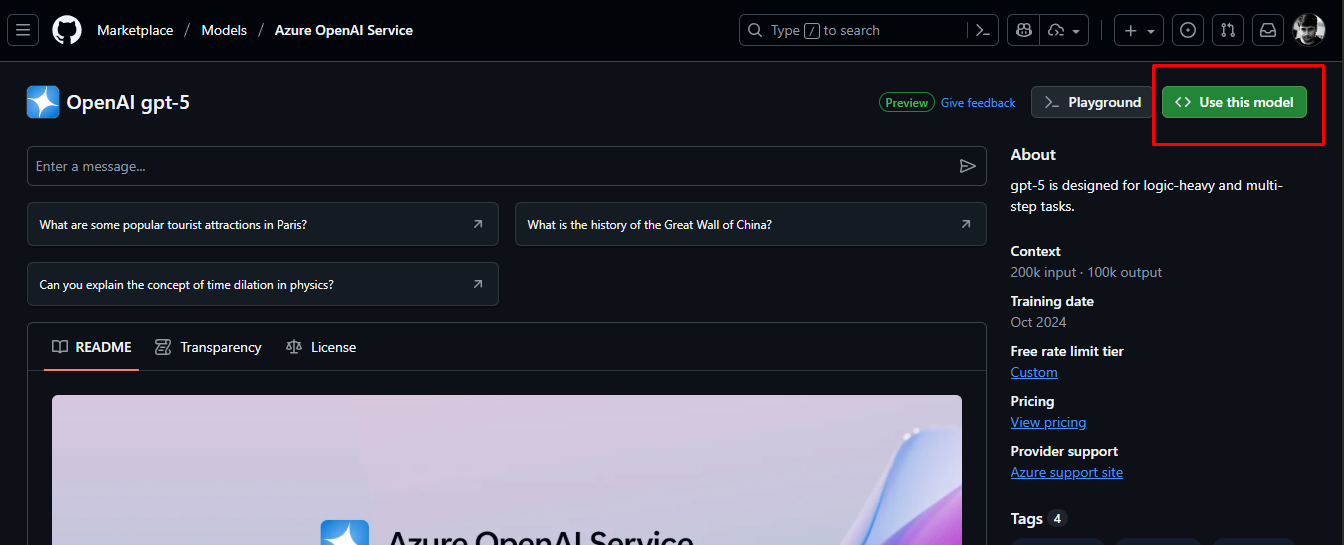 Marketplace / Models / Azure OpenAI Service
Type / to search
OpenAI gpt-5
Preview Give feedback
Playground
Use this model
Enter a message...
What are some popular tourist attractions in Paris?
What is the history of the Great Wall of China?
Can you explain the concept of time dilation in physics?
README Transparency License
Azure OpenAI Service
About
gpt-5 is designed for logic-heavy and multi-
step tasks.
Context
200k input · 100k output
Training date
Oct 2024
Free rate limit tier
Custom
Pricing
View pricing
Provider support
Azure support site
Tags 4